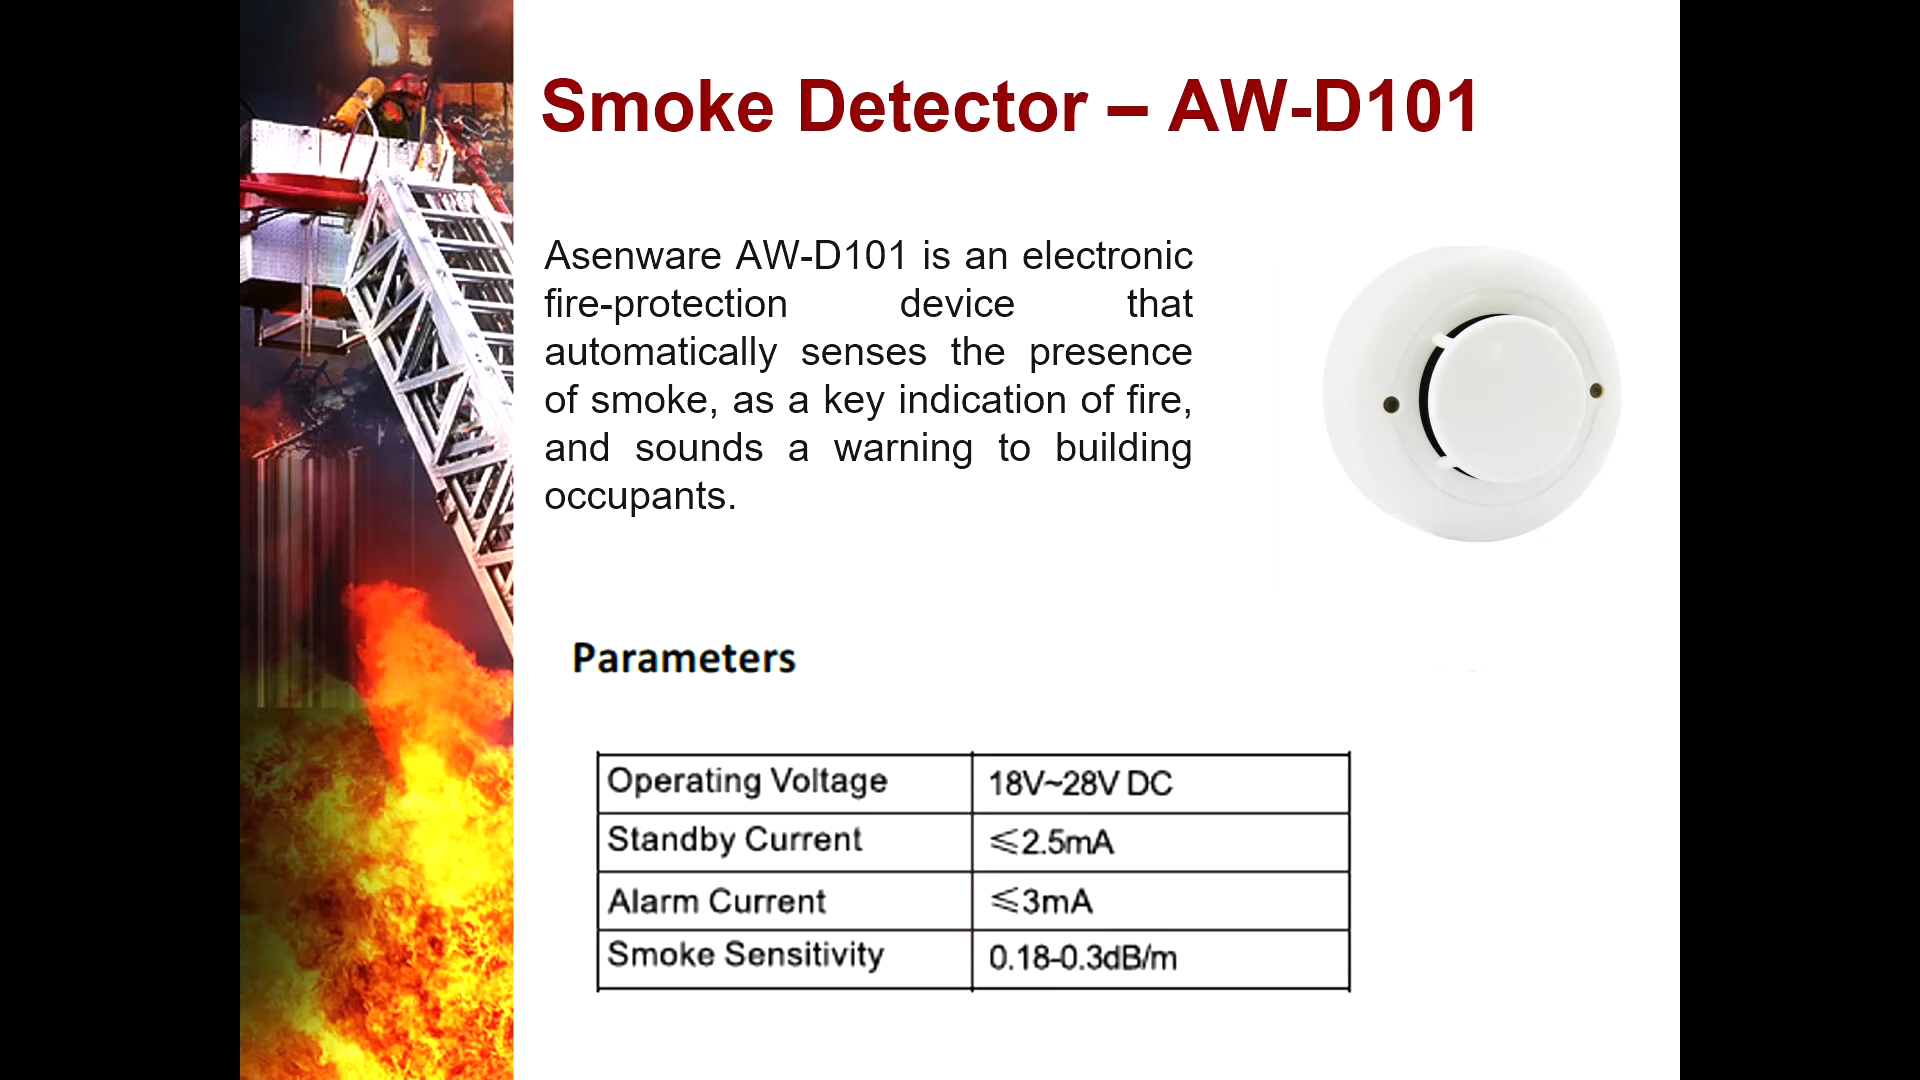 Smoke Detector – AW-D101
Asenware AW-D101 is an electronic
fire-protection device that
automatically senses the presence
of smoke, as a key indication of fire,
and sounds a warning to building
occupants.
Parameters
Operating Voltage 18V~28V DC
Standby Current ≤2.5mA
Alarm Current ≤3mA
Smoke Sensitivity 0.18-0.3dB/m